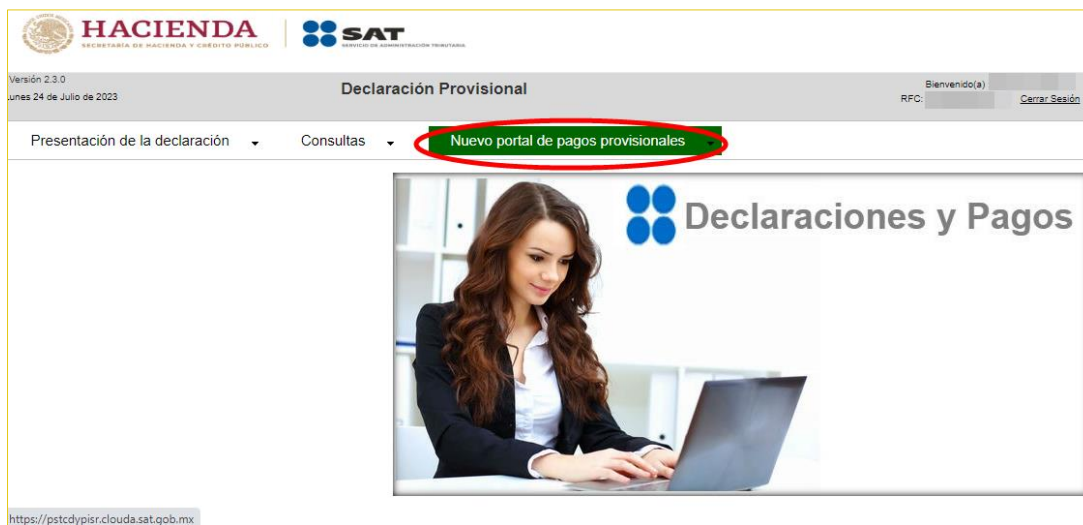 HACIENDA
SECRETARÍA DE HACIENDA Y CRÉDITO PÚBLICO
SAT
SERVICIO DE ADMINISTRACIÓN TRIBUTARIA
Versión 2.3.0
Lunes 24 de Julio de 2023
Declaración Provisional
Bienvenido(a)
RFC: Cerrar Sesión
Presentación de la declaración Consultas Nuevo portal de pagos provisionales
Declaraciones y Pagos
https://pstcdypisr.clouda.sat.gob.mx